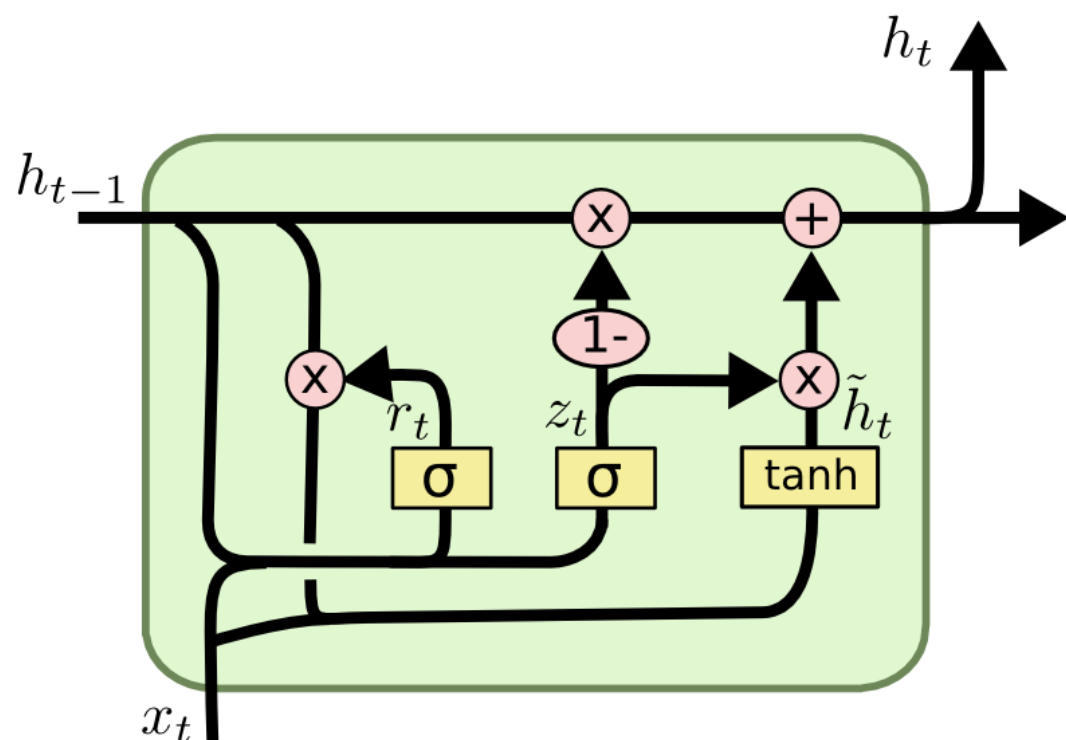 h_t
h_{t-1}
x +
1-
x x
r_t z_t h̃_t
σ σ tanh
x_t